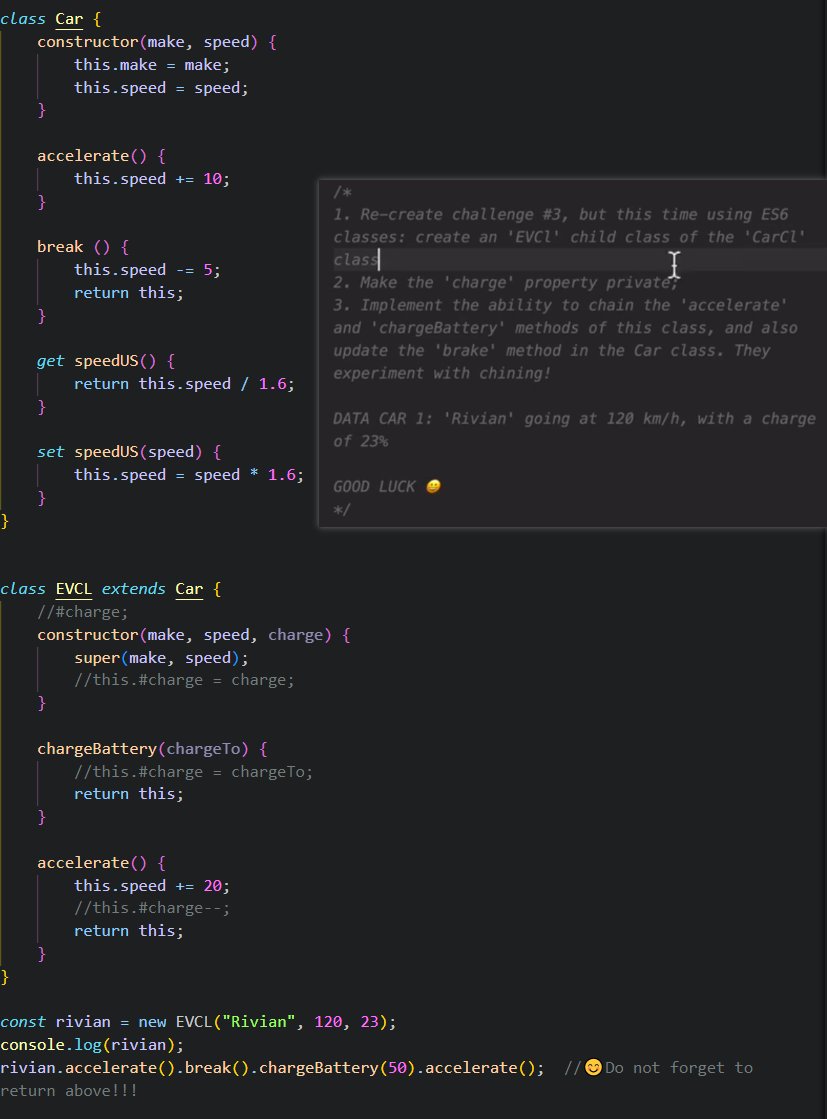 class Car {
    constructor(make, speed) {
        this.make = make;
        this.speed = speed;
    }

    accelerate() {
        this.speed += 10;
    }

    break () {
        this.speed -= 5;
        return this;
    }

    get speedUS() {
        return this.speed / 1.6;
    }

    set speedUS(speed) {
        this.speed = speed * 1.6;
    }
}

/*
1. Re-create challenge #3, but this time using ES6
classes: create an 'EVCl' child class of the 'CarCl'
class
2. Make the 'charge' property private;
3. Implement the ability to chain the 'accelerate'
and 'chargeBattery' methods of this class, and also
update the 'brake' method in the Car class. They
experiment with chining!

DATA CAR 1: 'Rivian' going at 120 km/h, with a charge
of 23%

GOOD LUCK 😀
*/

class EVCL extends Car {
    //#charge;
    constructor(make, speed, charge) {
        super(make, speed);
        //this.#charge = charge;
    }

    chargeBattery(chargeTo) {
        //this.#charge = chargeTo;
        return this;
    }

    accelerate() {
        this.speed += 20;
        //this.#charge--;
        return this;
    }
}

const rivian = new EVCL("Rivian", 120, 23);
console.log(rivian);
rivian.accelerate().break().chargeBattery(50).accelerate();  //😊Do not forget to
return above!!!